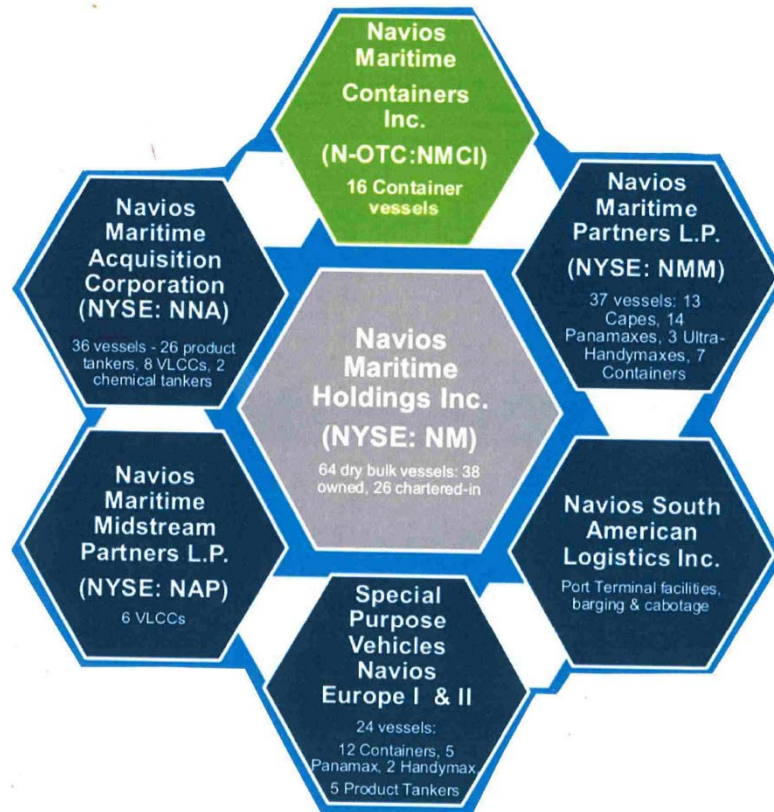 Navios
Maritime
Containers
Inc.
(N-OTC:NMCI)
16 Container
vessels
Navios
Maritime
Acquisition
Corporation
(NYSE: NNA)
36 vessels - 26 product
tankers, 8 VLCCs, 2
chemical tankers
Navios
Maritime
Partners L.P.
(NYSE: NMM)
37 vessels: 13
Capes, 14
Panamaxes, 3 Ultra-
Handymaxes, 7
Containers
Navios
Maritime
Holdings Inc.
(NYSE: NM)
64 dry bulk vessels: 38
owned, 26 chartered-in
Navios
Maritime
Midstream
Partners L.P.
(NYSE: NAP)
6 VLCCs
Navios South
American
Logistics Inc.
Port Terminal facilities,
barging & cabotage
Special
Purpose
Vehicles
Navios
Europe I & II
24 vessels:
12 Containers, 5
Panamax, 2 Handymax,
5 Product Tankers